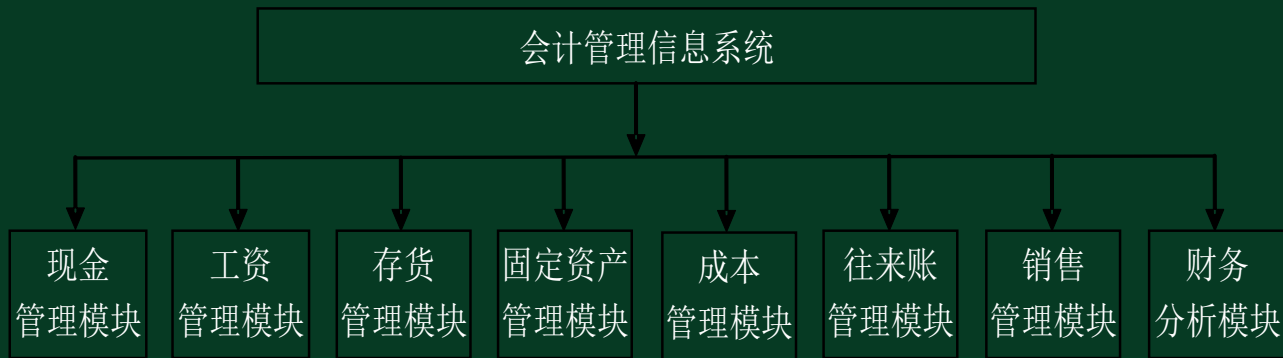 会计管理信息系统
现金
管理模块
工资
管理模块
存货
管理模块
固定资产
管理模块
成本
管理模块
往来账
管理模块
销售
管理模块
财务
分析模块